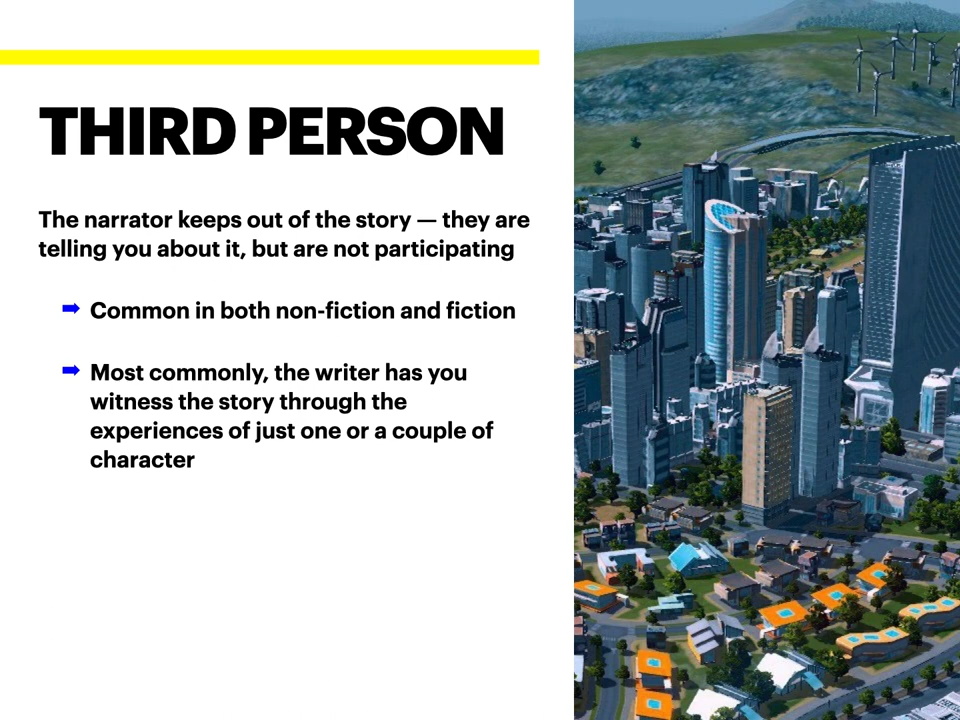 THIRD PERSON
The narrator keeps out of the story — they are
telling you about it, but are not participating
➡ Common in both non-fiction and fiction
➡ Most commonly, the writer has you
witness the story through the
experiences of just one or a couple of
character